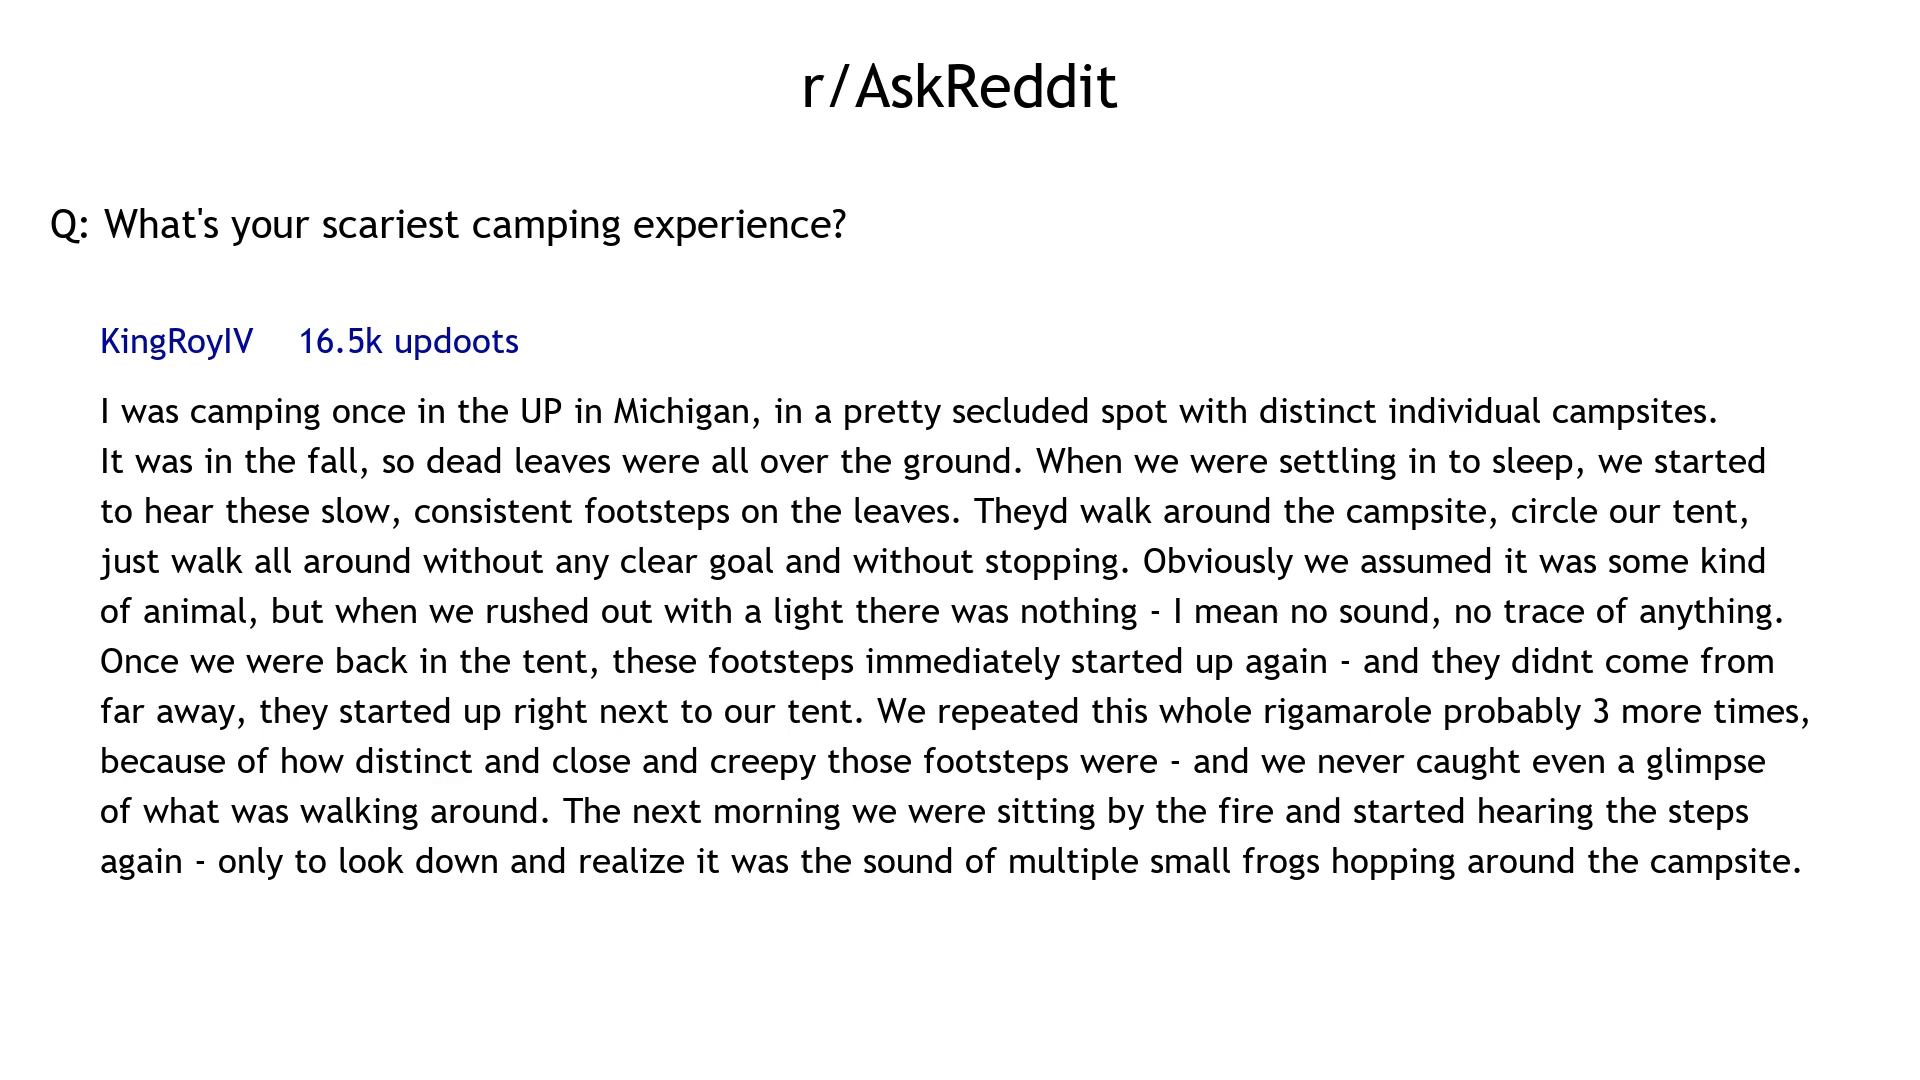 r/AskReddit
Q: What's your scariest camping experience?
KingRoyIV 16.5k updoots
I was camping once in the UP in Michigan, in a pretty secluded spot with distinct individual campsites.
It was in the fall, so dead leaves were all over the ground. When we were settling in to sleep, we started
to hear these slow, consistent footsteps on the leaves. Theyd walk around the campsite, circle our tent,
just walk all around without any clear goal and without stopping. Obviously we assumed it was some kind
of animal, but when we rushed out with a light there was nothing - I mean no sound, no trace of anything.
Once we were back in the tent, these footsteps immediately started up again - and they didnt come from
far away, they started up right next to our tent. We repeated this whole rigamarole probably 3 more times,
because of how distinct and close and creepy those footsteps were - and we never caught even a glimpse
of what was walking around. The next morning we were sitting by the fire and started hearing the steps
again - only to look down and realize it was the sound of multiple small frogs hopping around the campsite.